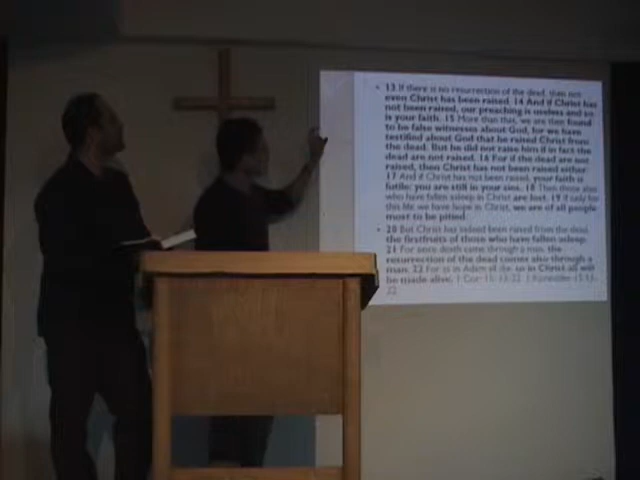 • 13 If there is no resurrection of the dead, then not
even Christ has been raised. 14 And if Christ has
not been raised, our preaching is useless and so
is your faith. 15 More than that, we are then found
to be false witnesses about God, for we have
testified about God that he raised Christ from
the dead. But he did not raise him if in fact the
dead are not raised. 16 For if the dead are not
raised, then Christ has not been raised either.
17 And if Christ has not been raised, your faith is
futile; you are still in your sins. 18 Then those also
who have fallen asleep in Christ are lost. 19 If only for
this life we have hope in Christ, we are of all people
most to be pitied.
• 20 But Christ has indeed been raised from the dead,
the firstfruits of those who have fallen asleep.
21 For since death came through a man, the
resurrection of the dead comes also through a
man. 22 For as in Adam all die, so in Christ all will
be made alive. 1 Cor. 15: 13-22
22